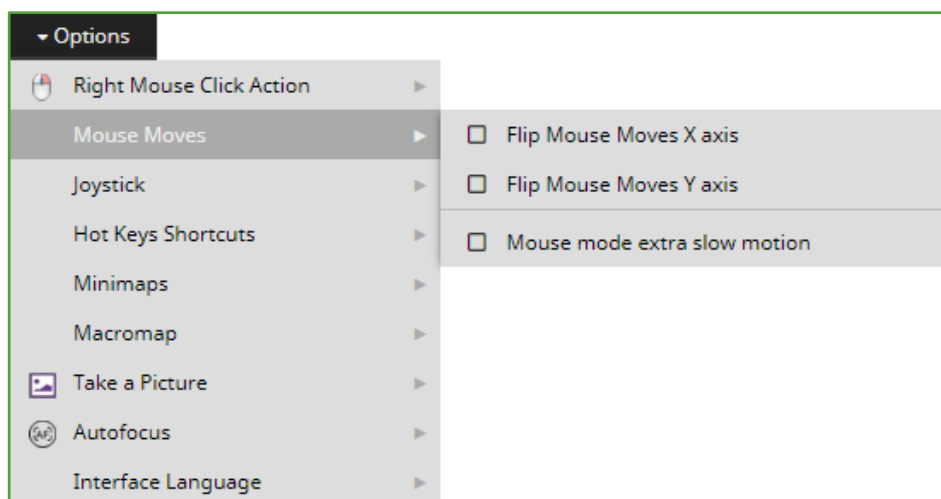 Options
Right Mouse Click Action
Mouse Moves
Flip Mouse Moves X axis
Flip Mouse Moves Y axis
Mouse mode extra slow motion
Joystick
Hot Keys Shortcuts
Minimaps
Macromap
Take a Picture
AF Autofocus
Interface Language